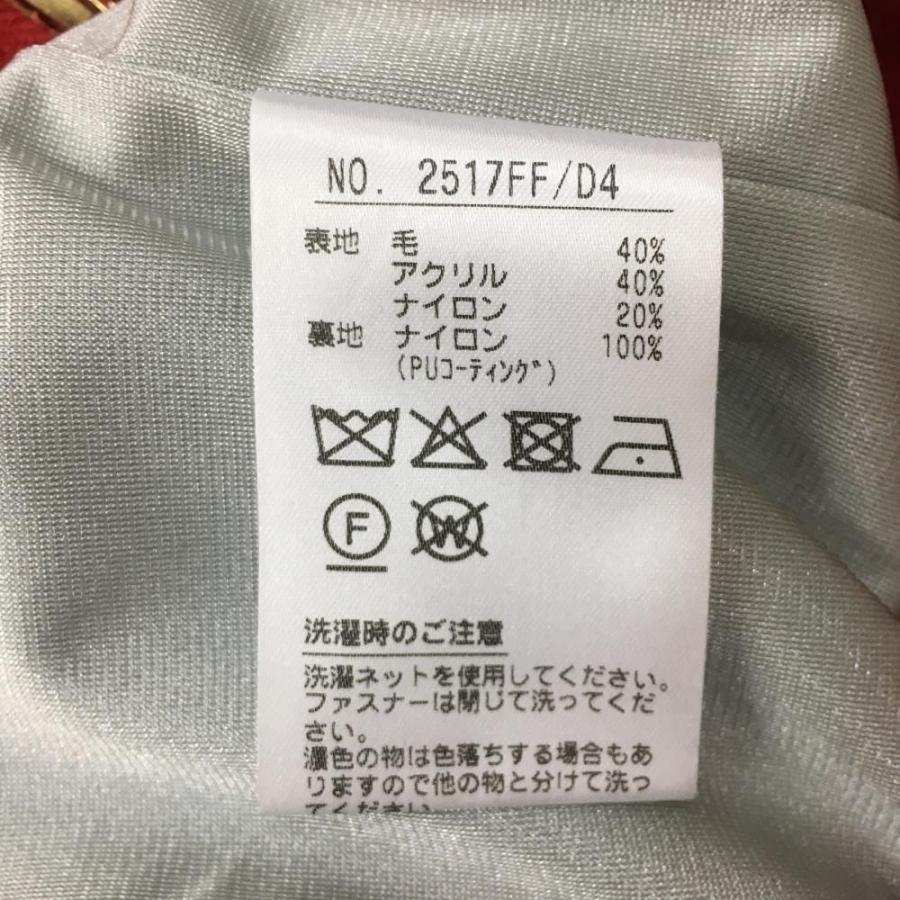 NO. 2517FF/D4
表地 毛 40%
アクリル 40%
ナイロン 20%
裏地 ナイロン 100%
(PUｺｰﾃｨﾝｸﾞ)
F
W
洗濯時のご注意
洗濯ネットを使用してください。
ファスナーは閉じて洗ってくだ
さい。
濃色の物は色落ちする場合もあ
りますので他の物と分けて洗っ
てください。